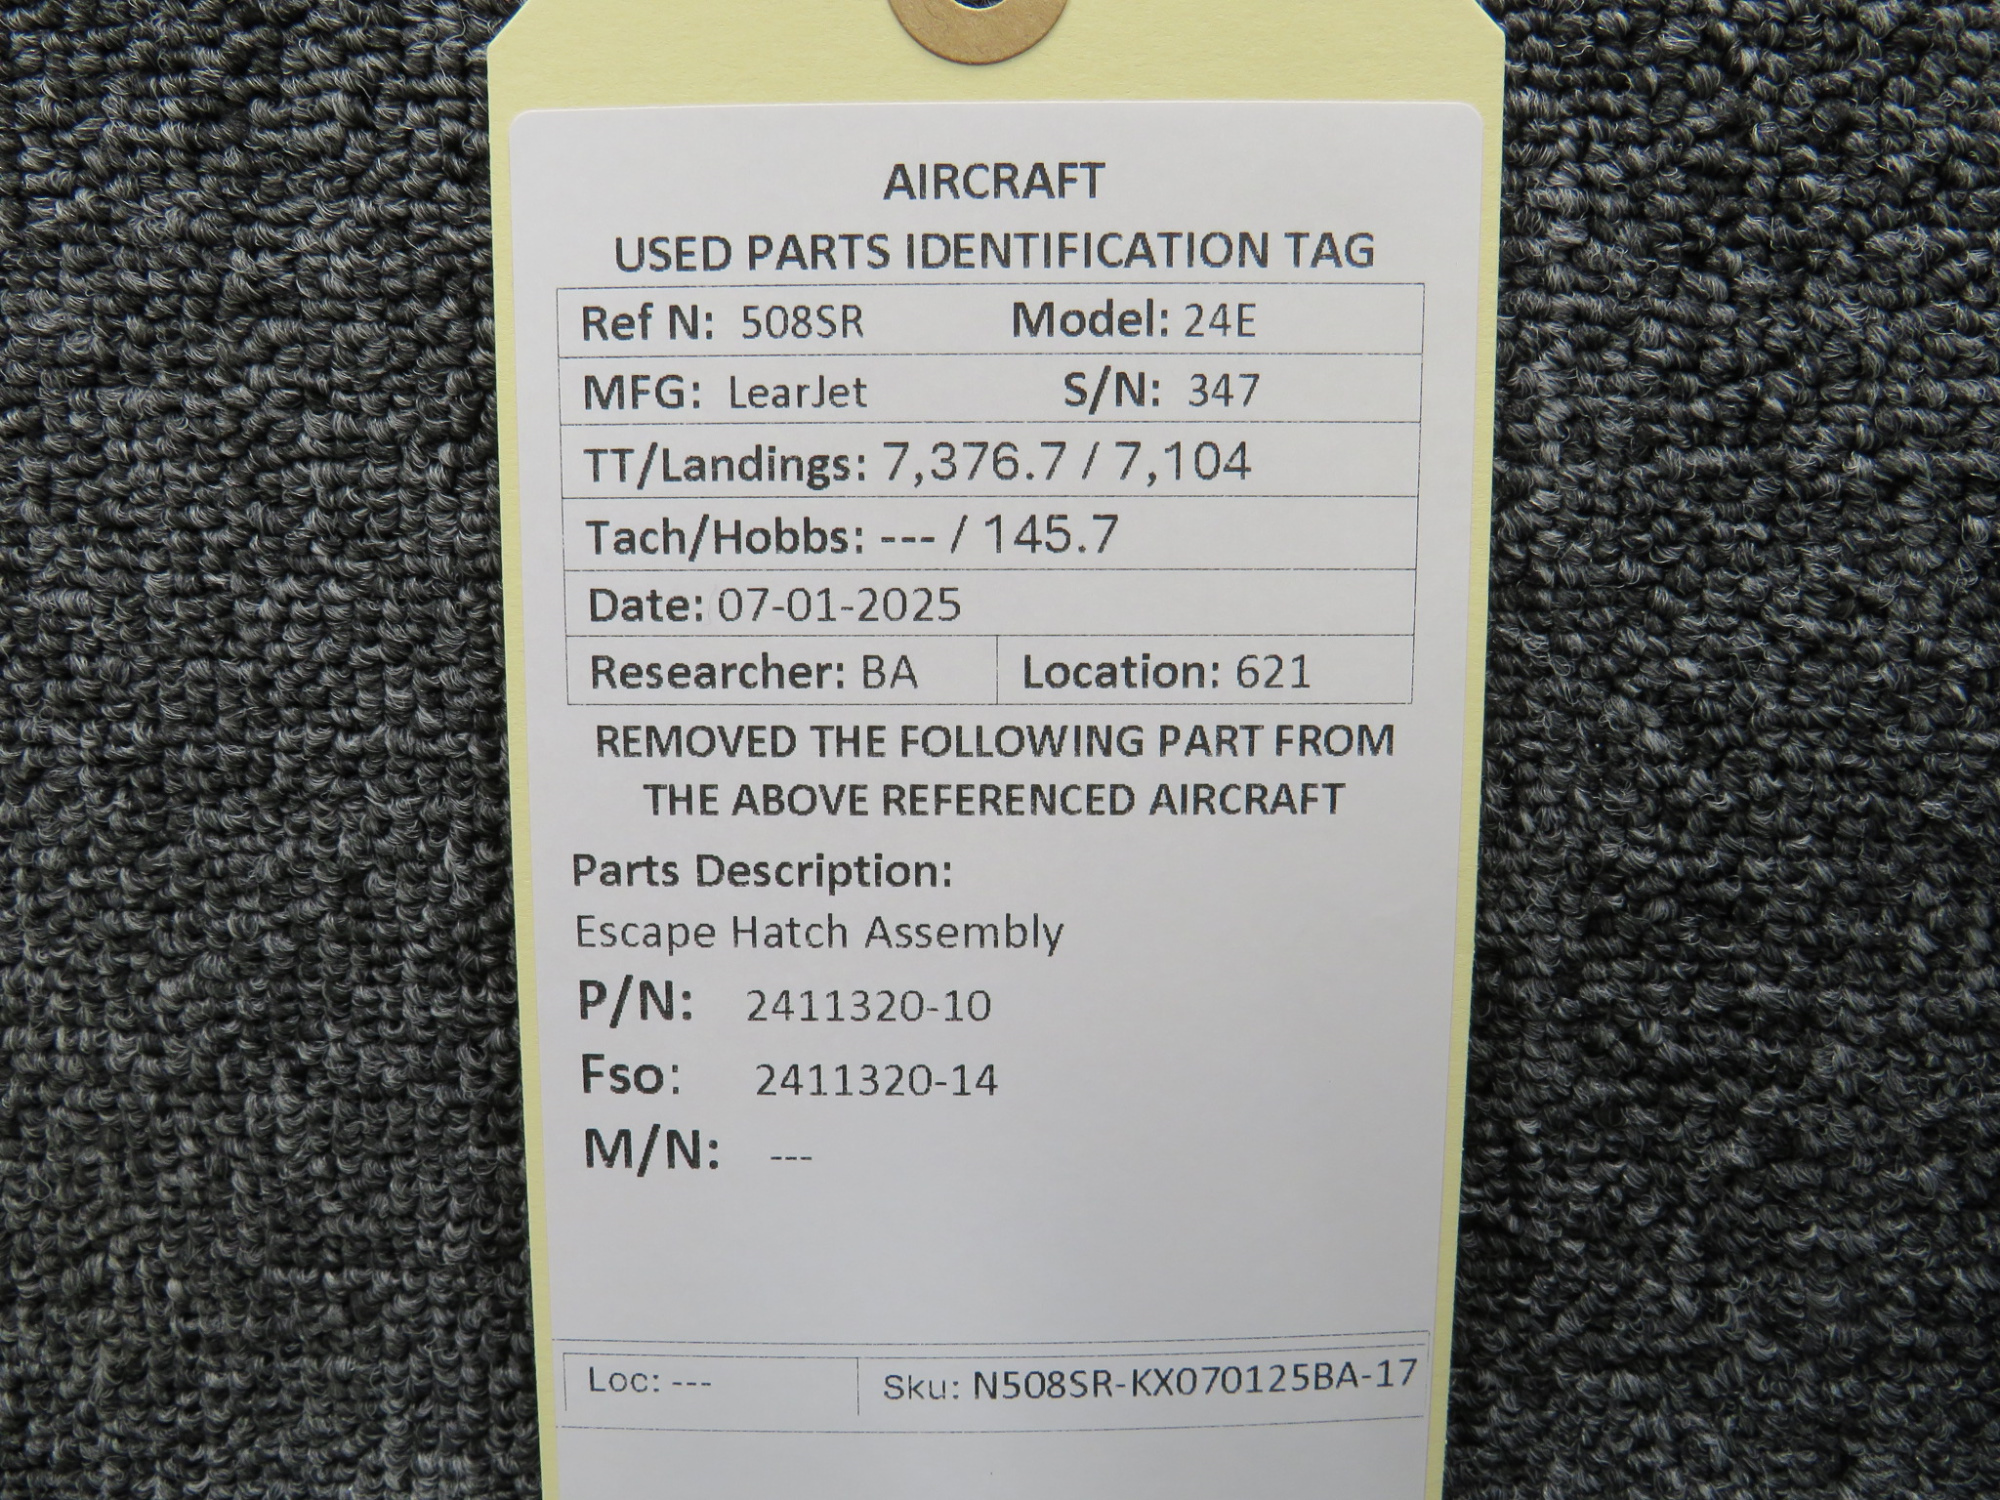 AIRCRAFT
USED PARTS IDENTIFICATION TAG
Ref N: 508SR Model: 24E
MFG: LearJet S/N: 347
TT/Landings: 7,376.7 / 7,104
Tach/Hobbs: --- / 145.7
Date: 07-01-2025
Researcher: BA Location: 621
REMOVED THE FOLLOWING PART FROM
THE ABOVE REFERENCED AIRCRAFT
Parts Description:
Escape Hatch Assembly
P/N: 2411320-10
Fso: 2411320-14
M/N: ---
Loc: --- Sku: N508SR-KX070125BA-17